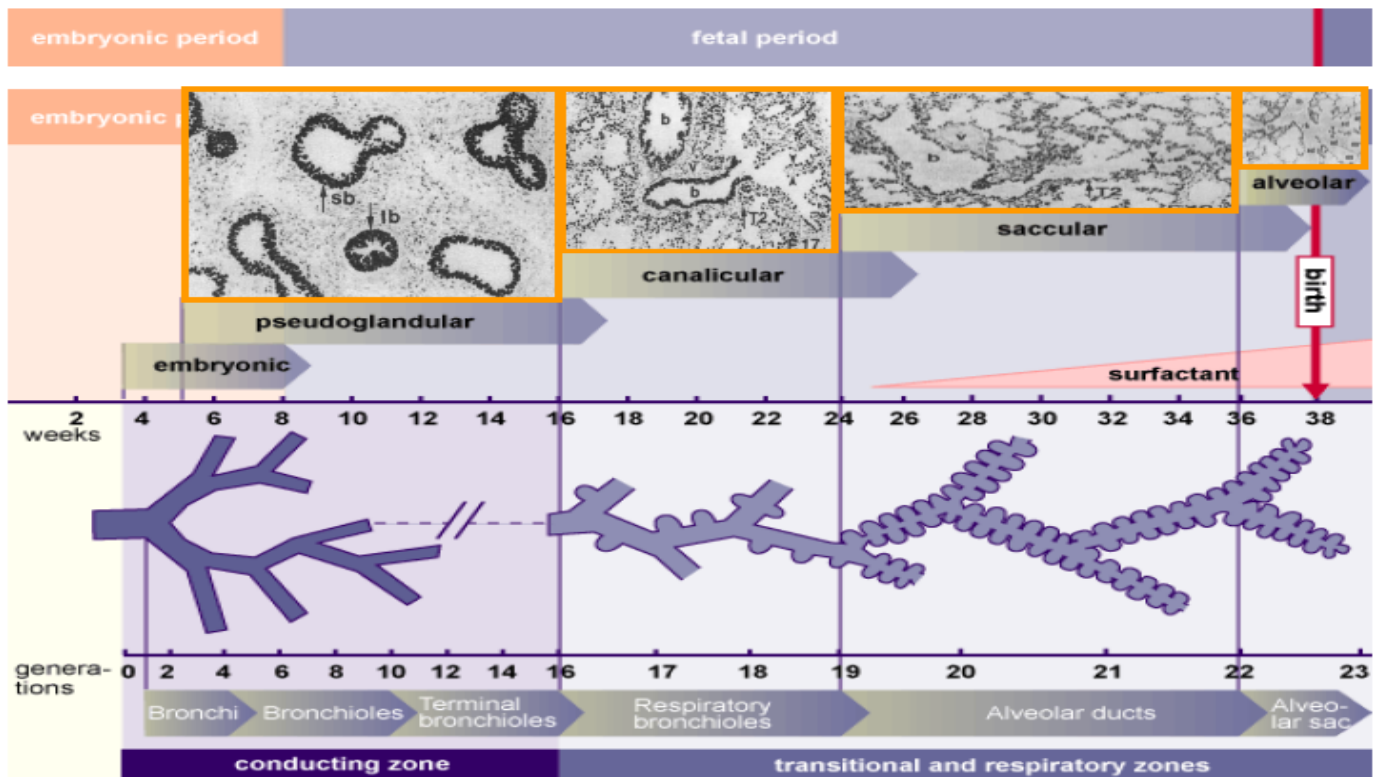 embryonic period
fetal period
embryonic
sb
lb
b
v
b
T2
b
v
T2
alveolar
saccular
canalicular
birth
pseudoglandular
embryonic
surfactant
2 4 6 8 10 12 14 16 18 20 22 24 26 28 30 32 34 36 38
weeks
genera-
tions
0 2 4 6 8 10 12 14 16 17 18 19 20 21 22 23
Bronchi
Bronchioles
Terminal
bronchioles
Respiratory
bronchioles
Alveolar ducts
Alveo-
lar sac
conducting zone
transitional and respiratory zones